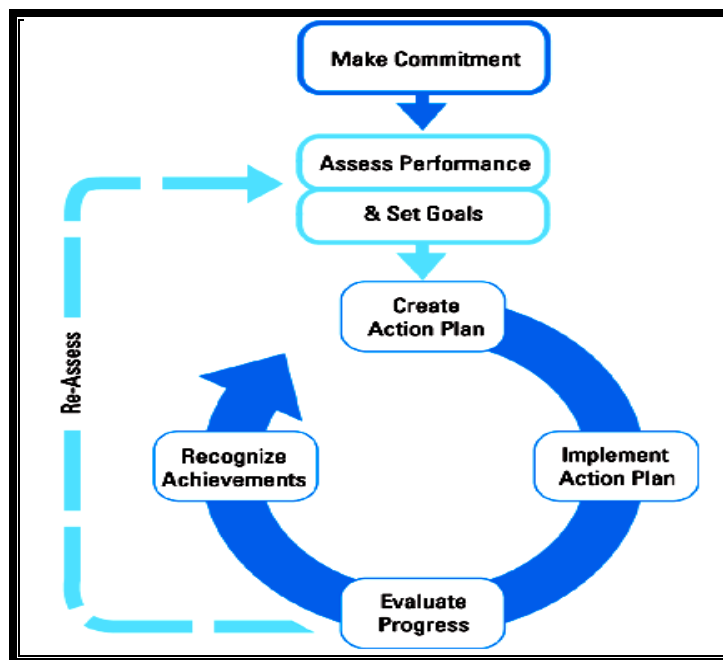 Make Commitment
Assess Performance
& Set Goals
Create
Action Plan
Re-Assess
Recognize
Achievements
Implement
Action Plan
Evaluate
Progress